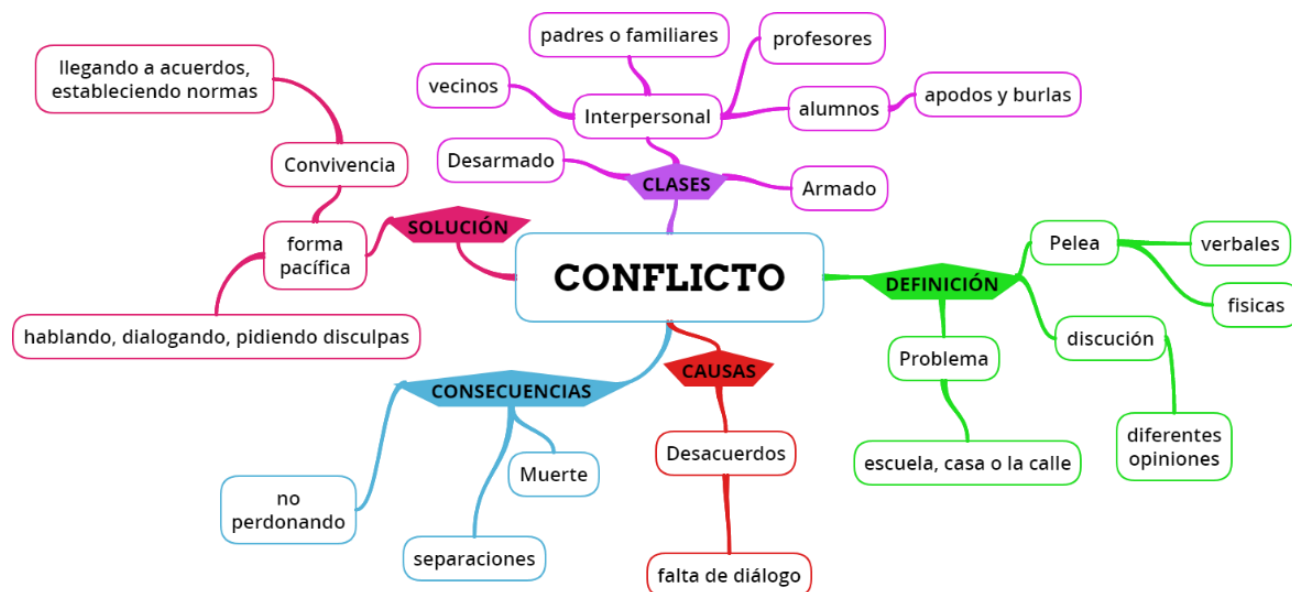 padres o familiares
profesores
llegando a acuerdos,
estableciendo normas
vecinos
Interpersonal
alumnos
apodos y burlas
Convivencia
Desarmado
CLASES
Armado
SOLUCIÓN
forma
pacífica
CONFLICTO
DEFINICIÓN
Pelea
verbales
fisicas
hablando, dialogando, pidiendo disculpas
Problema
discución
CONSECUENCIAS
CAUSAS
diferentes
opiniones
escuela, casa o la calle
Desacuerdos
Muerte
no
perdonando
separaciones
falta de diálogo